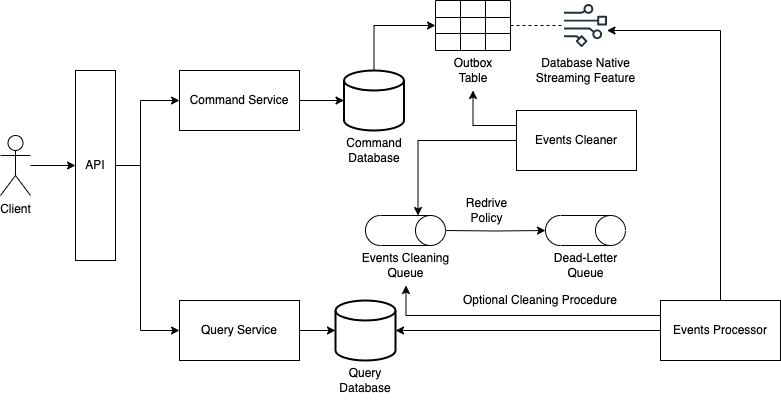 Outbox
Table
Database Native
Streaming Feature
Command Service
Command
Database
Events Cleaner
API
Client
Redrive
Policy
Events Cleaning
Queue
Dead-Letter
Queue
Optional Cleaning Procedure
Query Service
Query
Database
Events Processor